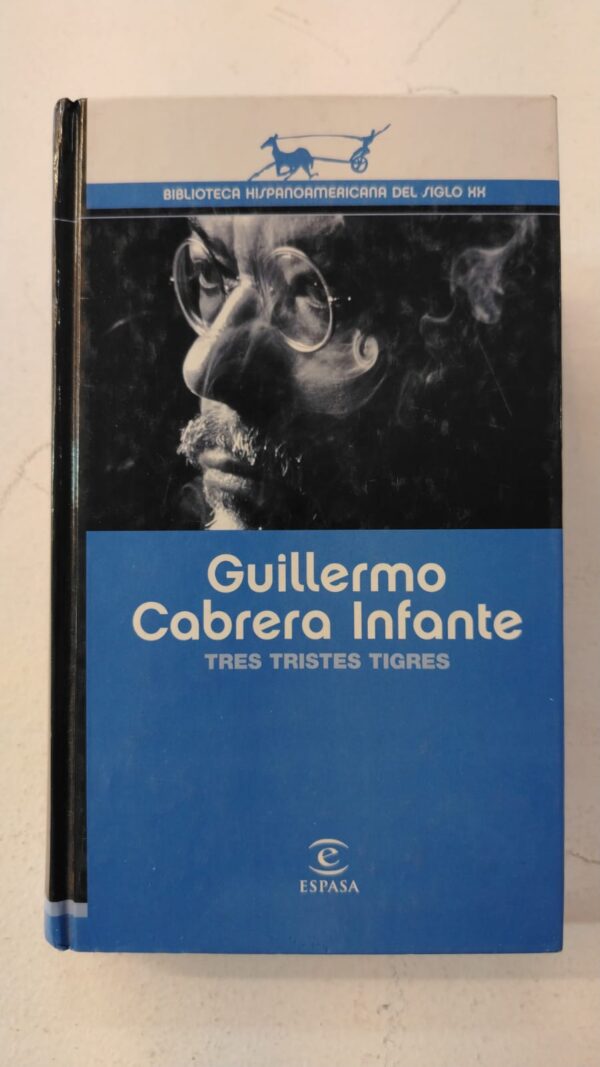 BIBLIOTECA HISPANOAMERICANA DEL SIGLO XX
Guillermo
Cabrera Infante
TRES TRISTES TIGRES
e
ESPASA